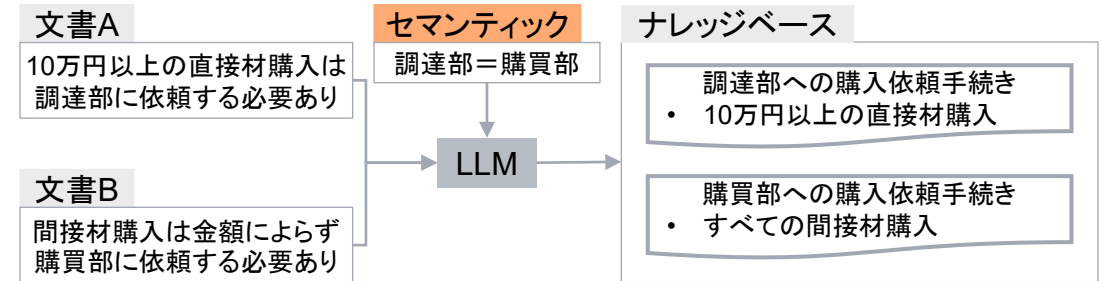 文書A
10万円以上の直接材購入は
調達部に依頼する必要あり
文書B
間接材購入は金額によらず
購買部に依頼する必要あり
セマンティック
調達部＝購買部
LLM
ナレッジベース
調達部への購入依頼手続き
• 10万円以上の直接材購入
購買部への購入依頼手続き
• すべての間接材購入